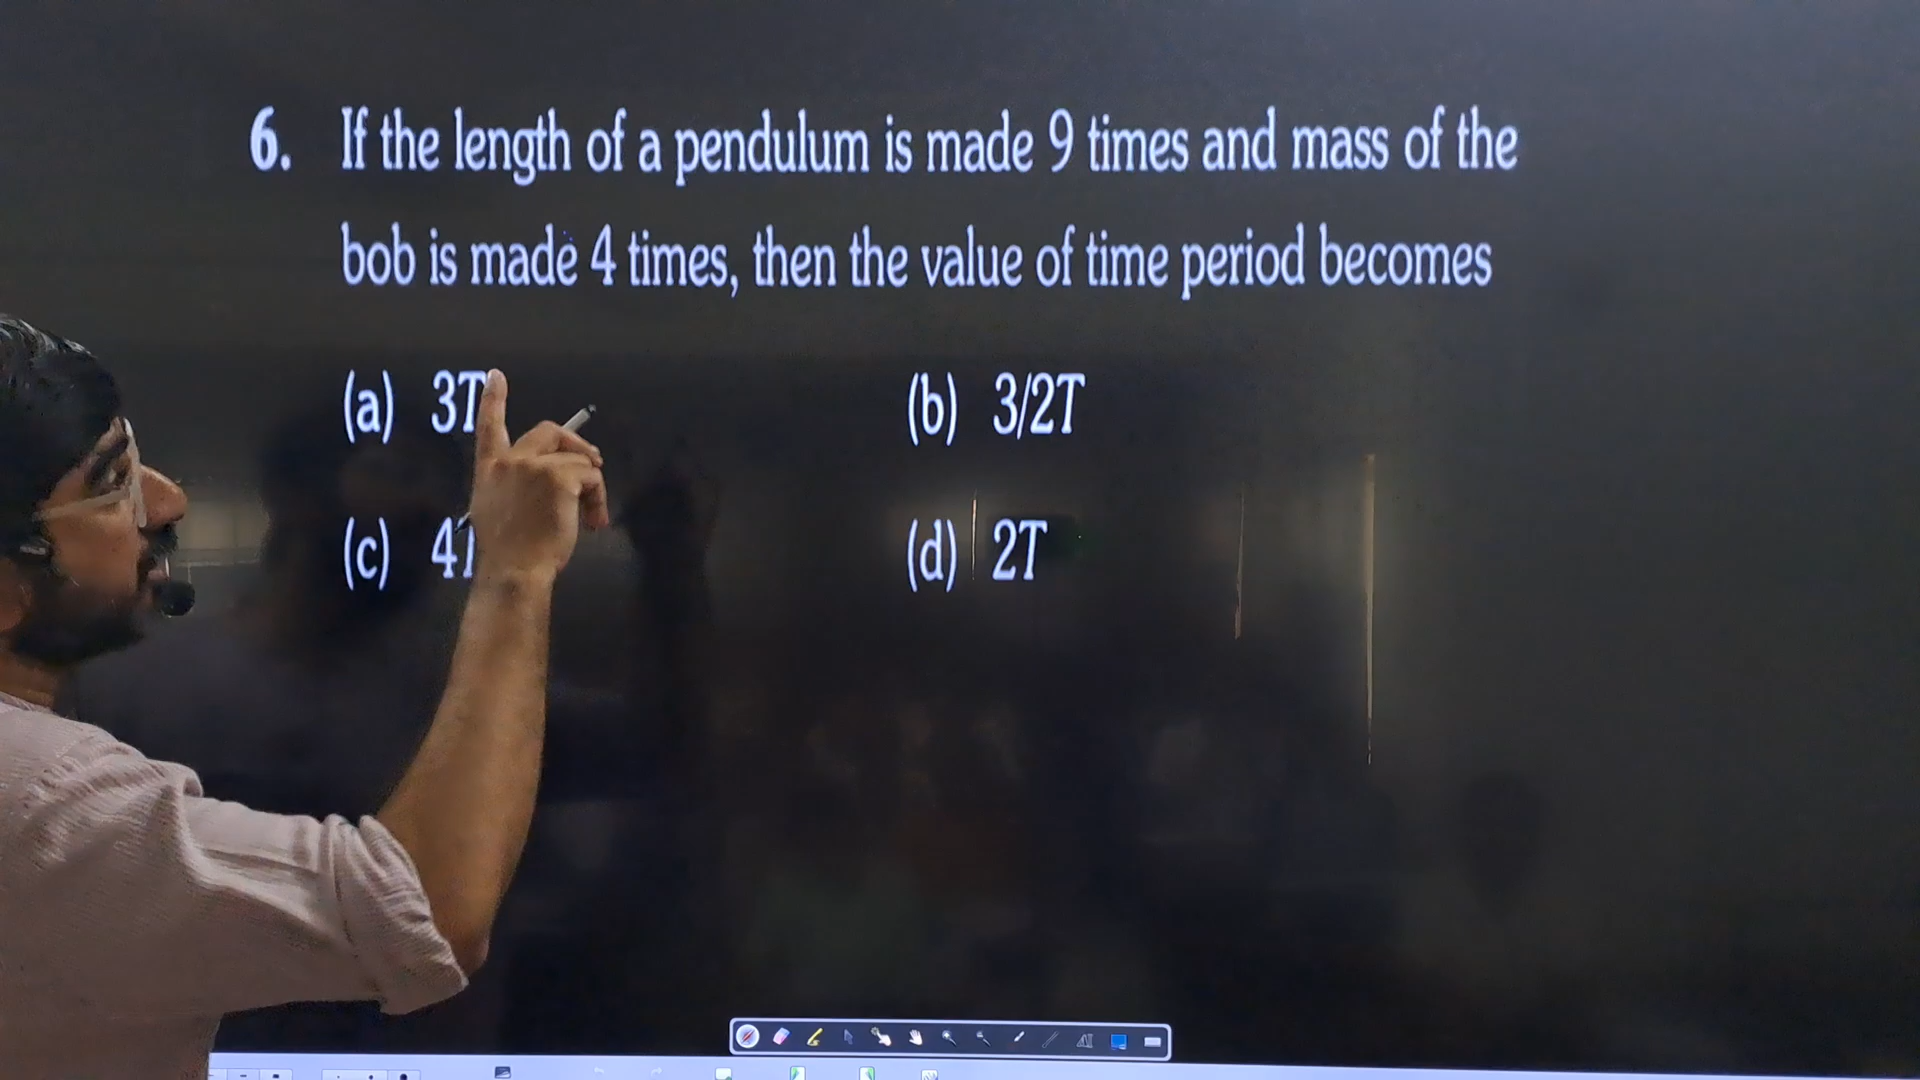 6. If the length of a pendulum is made 9 times and mass of the
bob is made 4 times, then the value of time period becomes
(a) 3T (b) 3/2T
(c) 4T (d) 2T